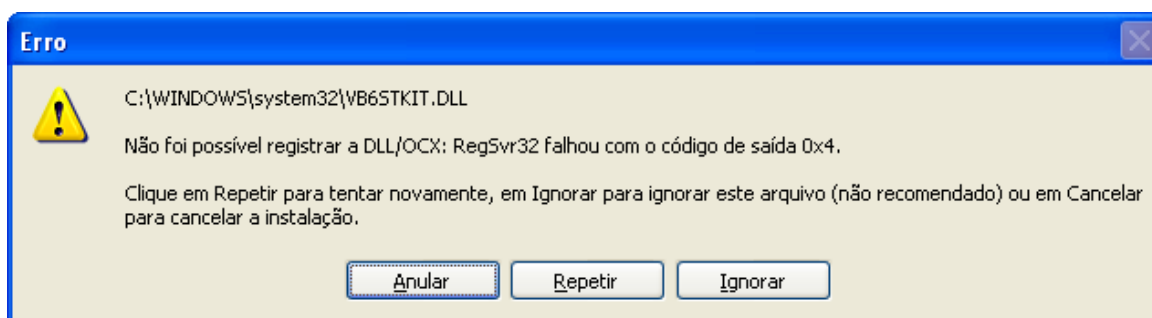 Erro
C:\WINDOWS\system32\VB6STKIT.DLL
Não foi possível registrar a DLL/OCX: RegSvr32 falhou com o código de saída 0x4.
Clique em Repetir para tentar novamente, em Ignorar para ignorar este arquivo (não recomendado) ou em Cancelar
para cancelar a instalação.
Anular Repetir Ignorar